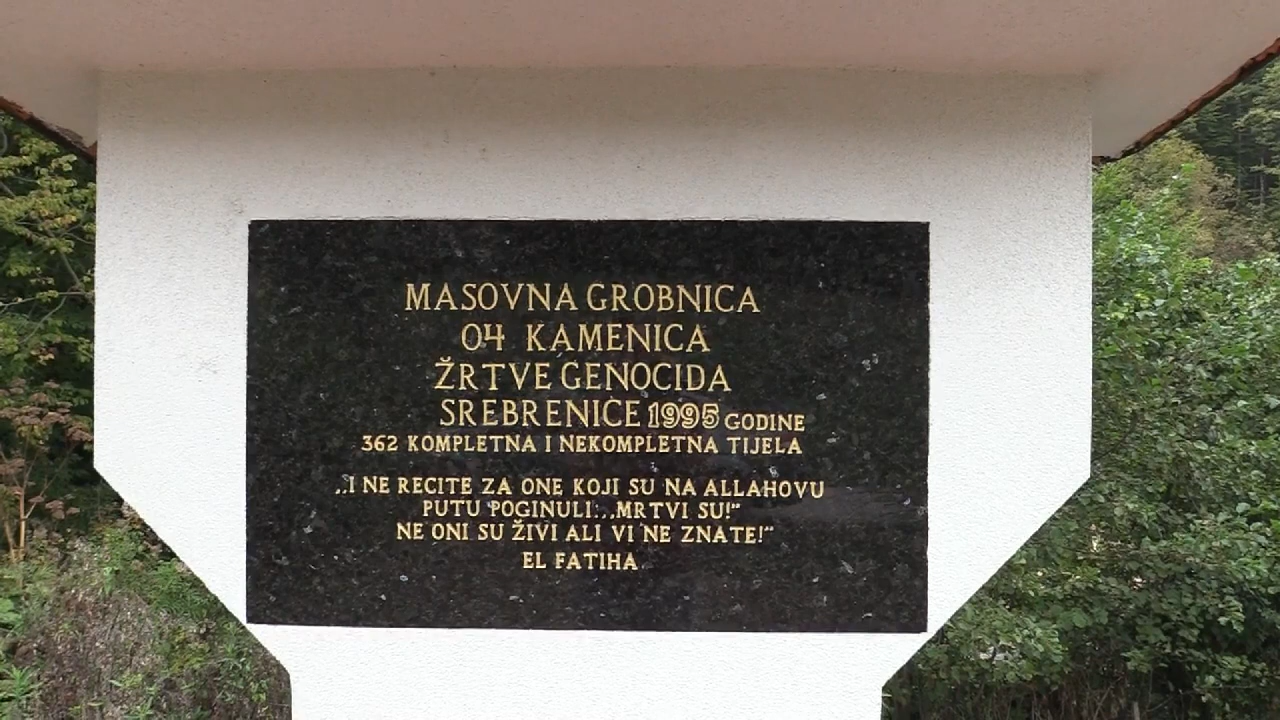 MASOVNA GROBNICA
04 KAMENICA
ŽRTVE GENOCIDA
SREBRENICE 1995 GODINE
362 KOMPLETNA I NEKOMPLETNA TIJELA
„I NE RECITE ZA ONE KOJI SU NA ALLAHOVU
PUTU POGINULI: „MRTVI SU!”
NE ONI SU ŽIVI ALI VI NE ZNATE!”
EL FATIHA